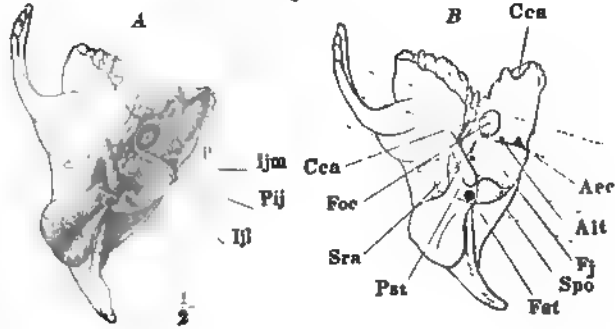 A
B
Cca
Ijm
Pij
Ijl
1/2
Cca
Foc
Sra
Pst
Aec
Alt
Fj
Spo
Fst